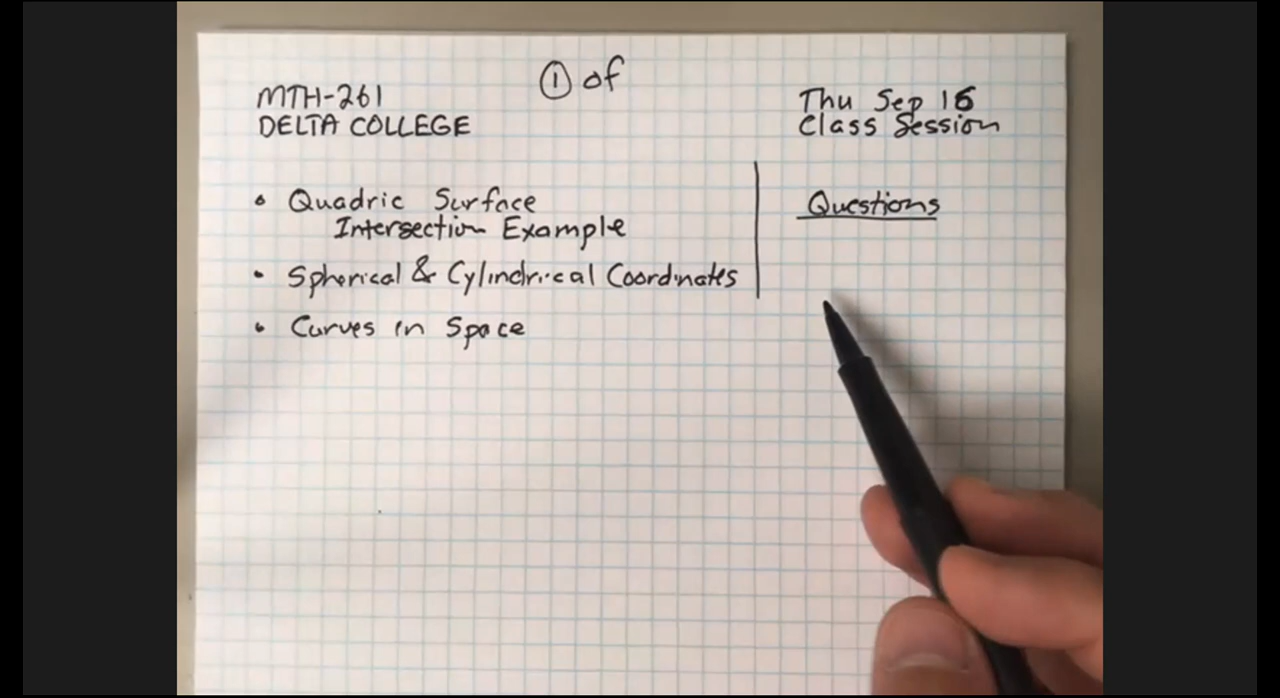 ① of
MTH-261
DELTA COLLEGE
Thu Sep 16
Class Session
• Quadric Surface
Intersection Example
• Spherical & Cylindrical Coordinates
• Curves in Space
Questions